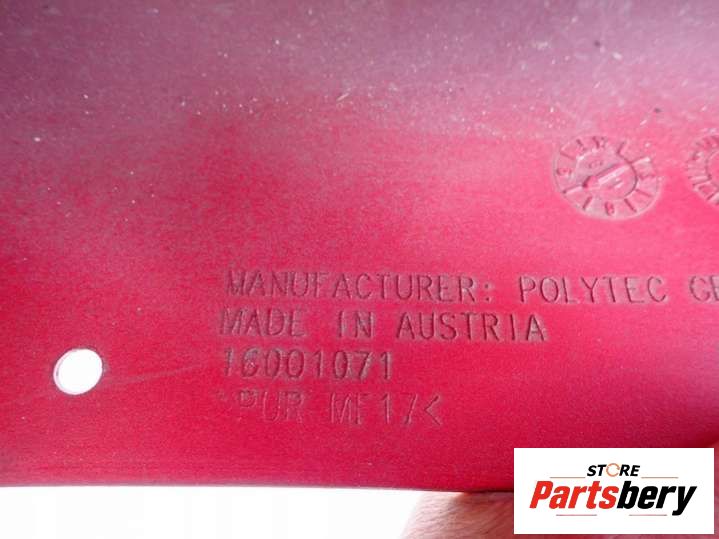 MANUFACTURER: POLYTEC G
MADE IN AUSTRIA
16001071
>PUR MF17<
STORE
Partsbery